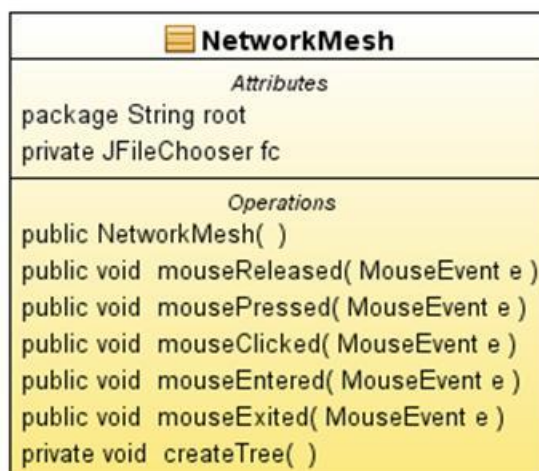 NetworkMesh
Attributes
package String root
private JFileChooser fc
Operations
public NetworkMesh( )
public void mouseReleased( MouseEvent e )
public void mousePressed( MouseEvent e )
public void mouseClicked( MouseEvent e )
public void mouseEntered( MouseEvent e )
public void mouseExited( MouseEvent e )
private void createTree( )